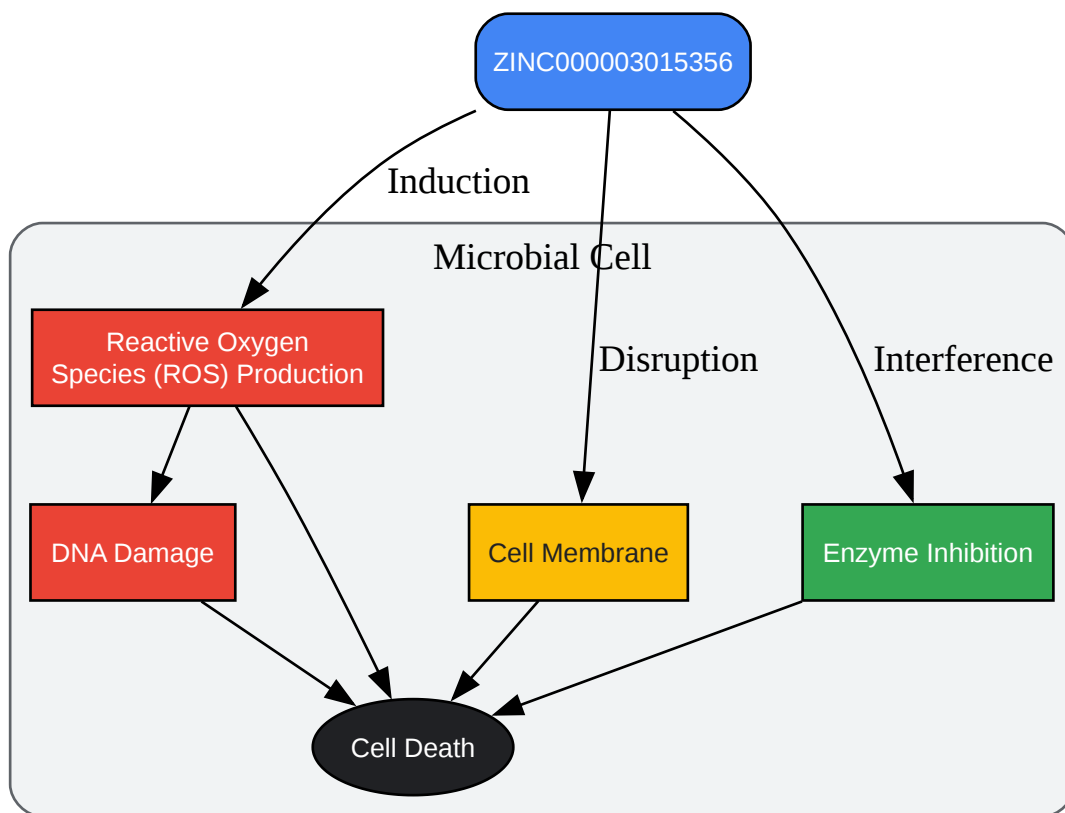 ZINC000003015356
Induction
Microbial Cell
Reactive Oxygen
Species (ROS) Production
Disruption
Interference
DNA Damage
Cell Membrane
Enzyme Inhibition
Cell Death